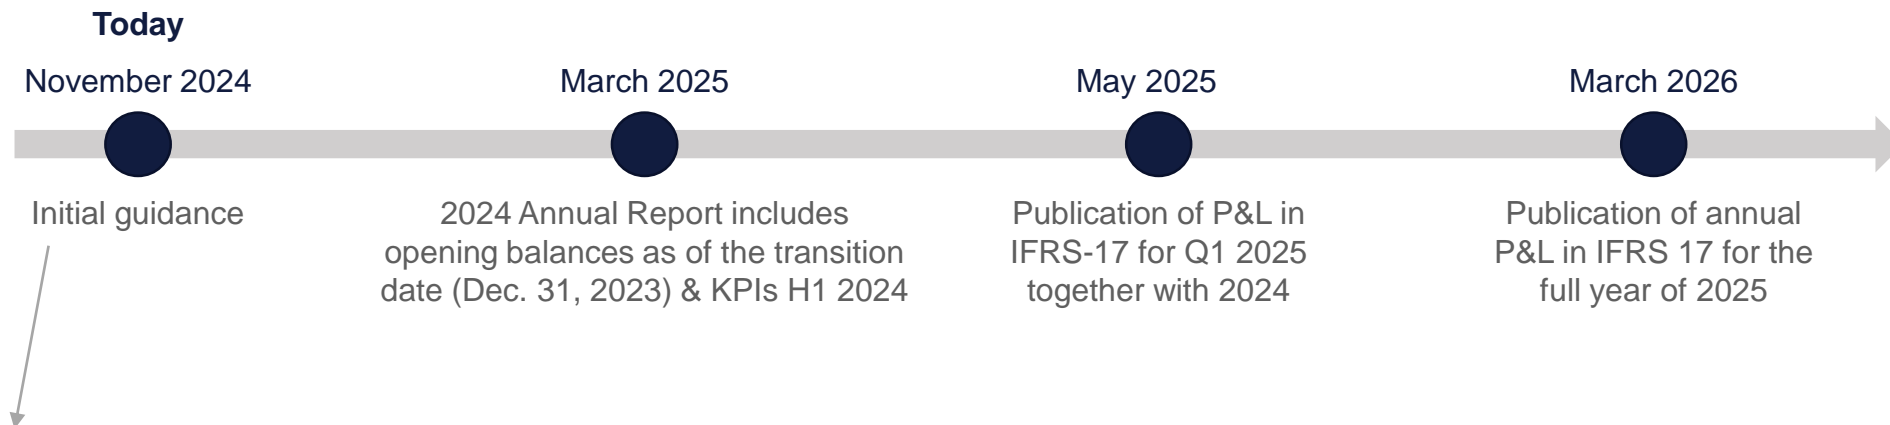 Today
November 2024
March 2025
May 2025
March 2026
Initial guidance
2024 Annual Report includes
opening balances as of the transition
date (Dec. 31, 2023) & KPIs H1 2024
Publication of P&L in
IFRS-17 for Q1 2025
together with 2024
Publication of annual
P&L in IFRS 17 for the
full year of 2025